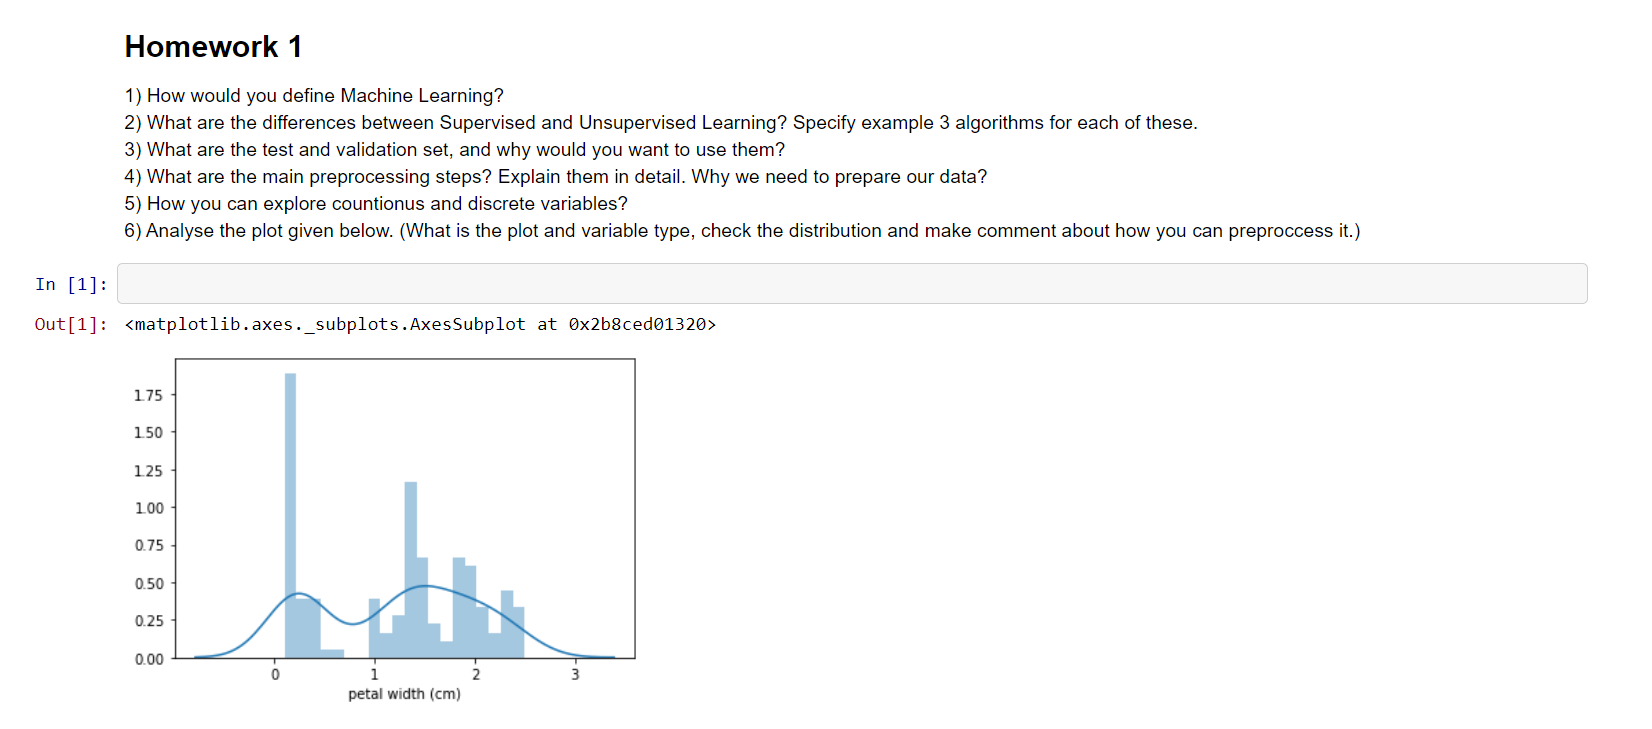 Homework 1
1) How would you define Machine Learning?
2) What are the differences between Supervised and Unsupervised Learning? Specify example 3 algorithms for each of these.
3) What are the test and validation set, and why would you want to use them?
4) What are the main preprocessing steps? Explain them in detail. Why we need to prepare our data?
5) How you can explore countionus and discrete variables?
6) Analyse the plot given below. (What is the plot and variable type, check the distribution and make comment about how you can preproccess it.)
In [1]:
Out[1]: <matplotlib.axes._subplots.AxesSubplot at 0x2b8ced01320>
1.75
1.50
1.25
1.00
0.75
0.50
0.25
0.00
0 1 2 3
petal width (cm)